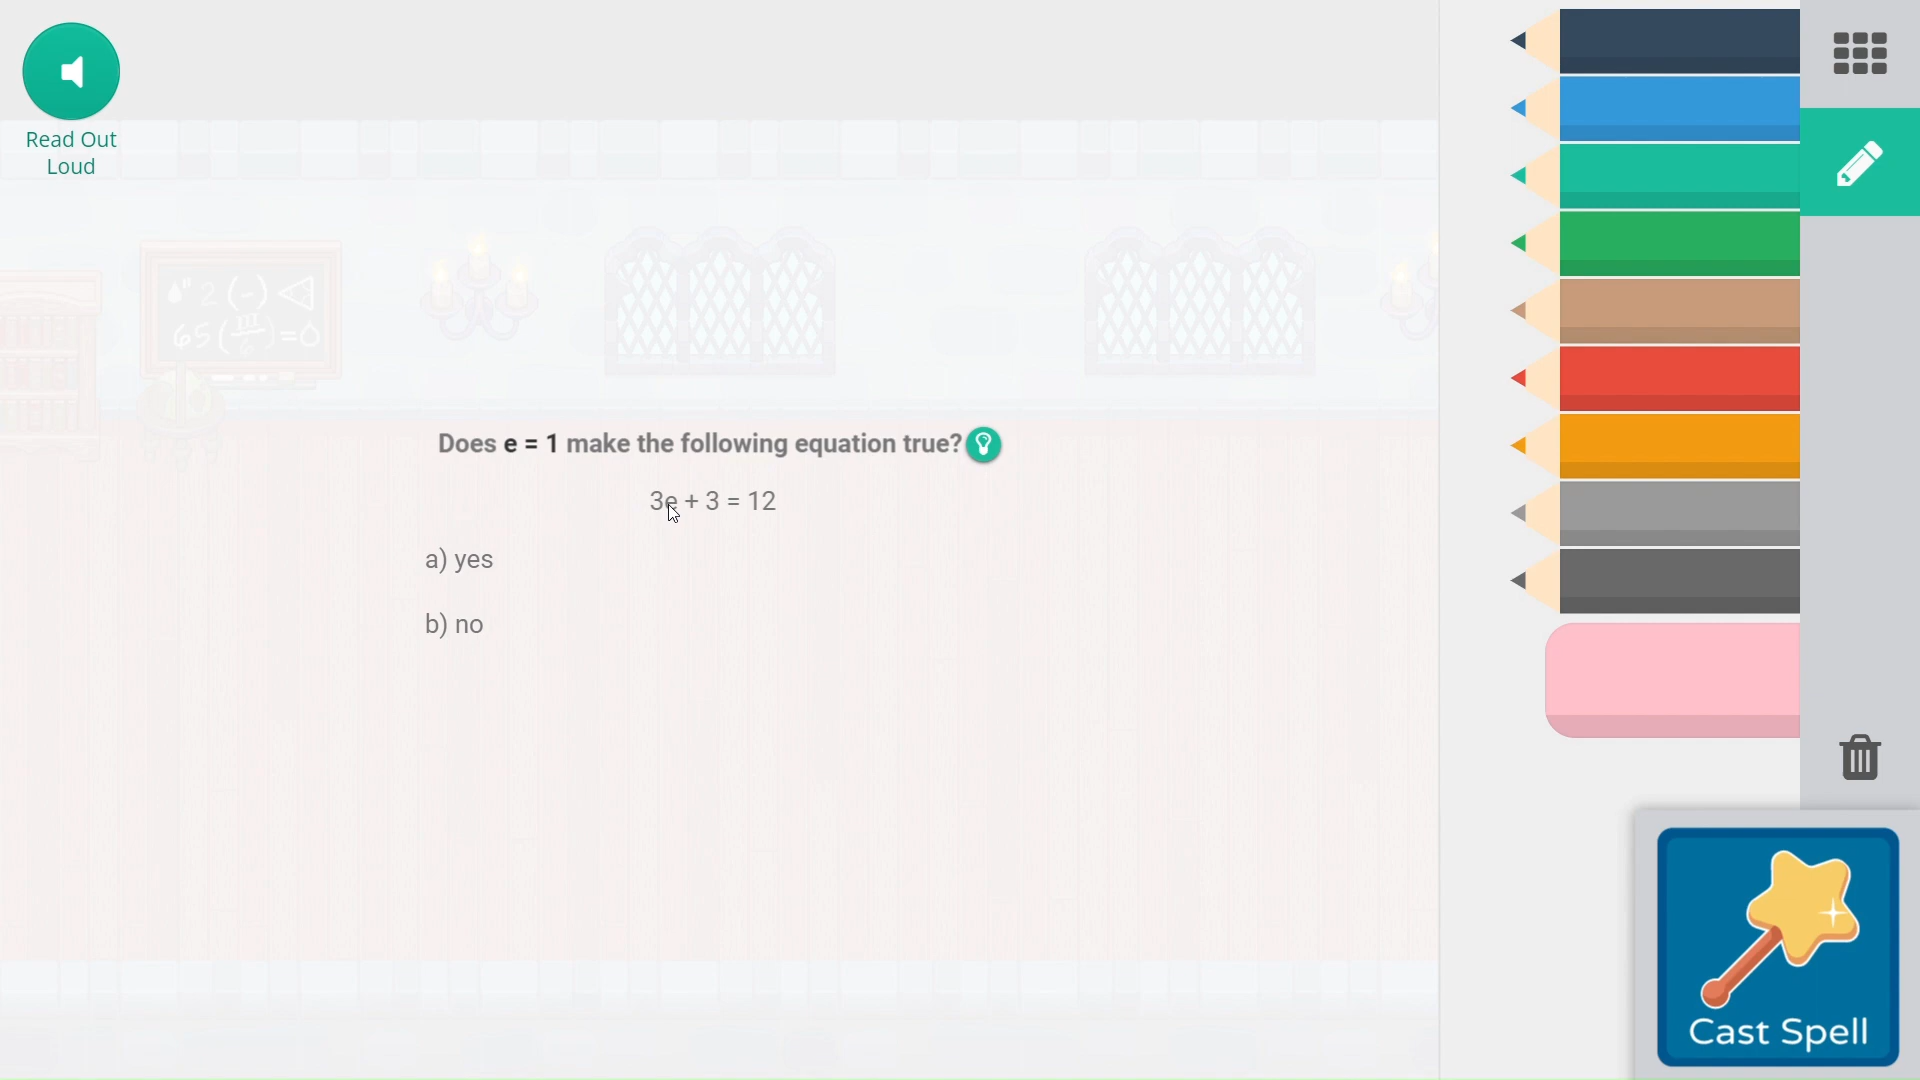 Read Out
Loud
Does e = 1 make the following equation true?
3e + 3 = 12
a) yes
b) no
Cast Spell